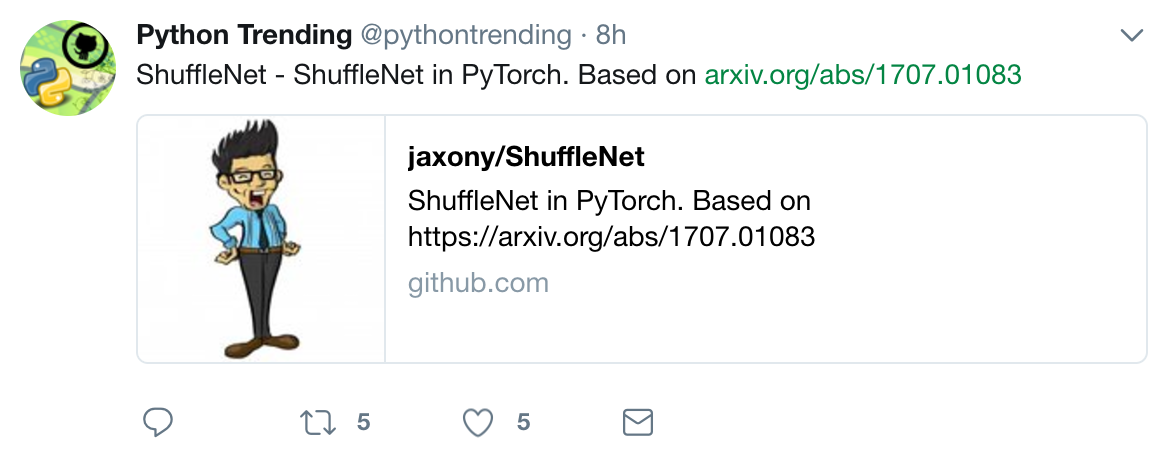 Python Trending @pythontrending · 8h
ShuffleNet - ShuffleNet in PyTorch. Based on arxiv.org/abs/1707.01083
jaxony/ShuffleNet
ShuffleNet in PyTorch. Based on
https://arxiv.org/abs/1707.01083
github.com
5 5